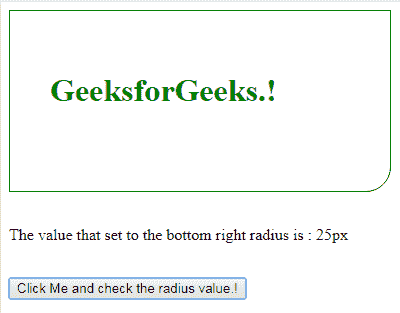 GeeksforGeeks.!
The value that set to the bottom right radius is : 25px
Click Me and check the radius value.!